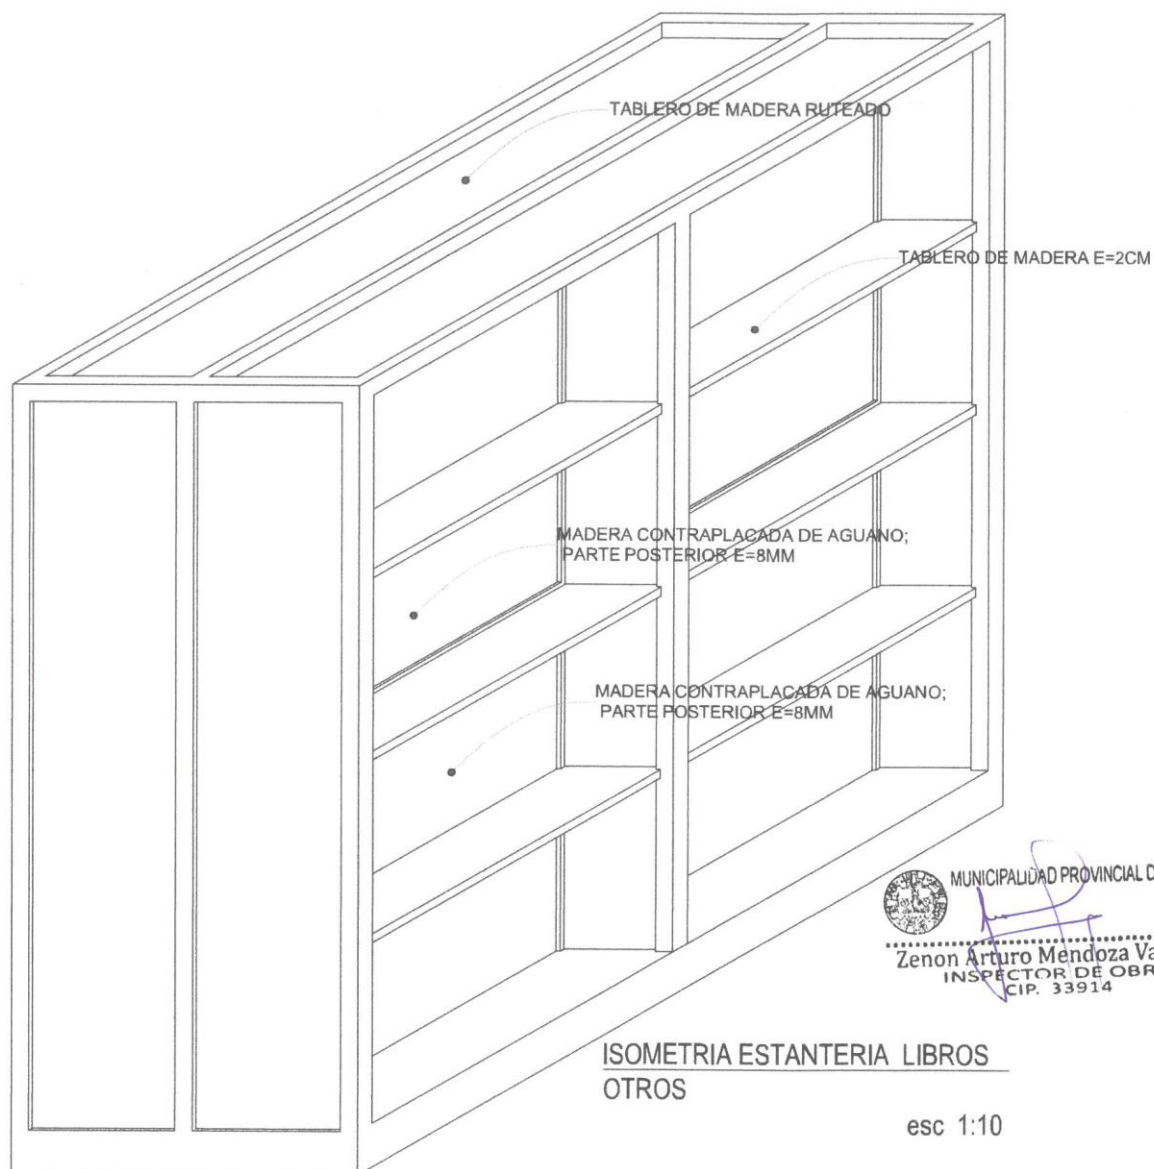 TABLERO DE MADERA RUTEADO
TABLERO DE MADERA E=2CM
MADERA CONTRAPLACADA DE AGUANO;
PARTE POSTERIOR E=8MM
MADERA CONTRAPLACADA DE AGUANO;
PARTE POSTERIOR E=8MM
MUNICIPALIDAD PROVINCIAL D
Zenon Arturo Mendoza Va
INSPECTOR DE OBR
CIP. 33914
ISOMETRIA ESTANTERIA LIBROS
OTROS
esc 1:10